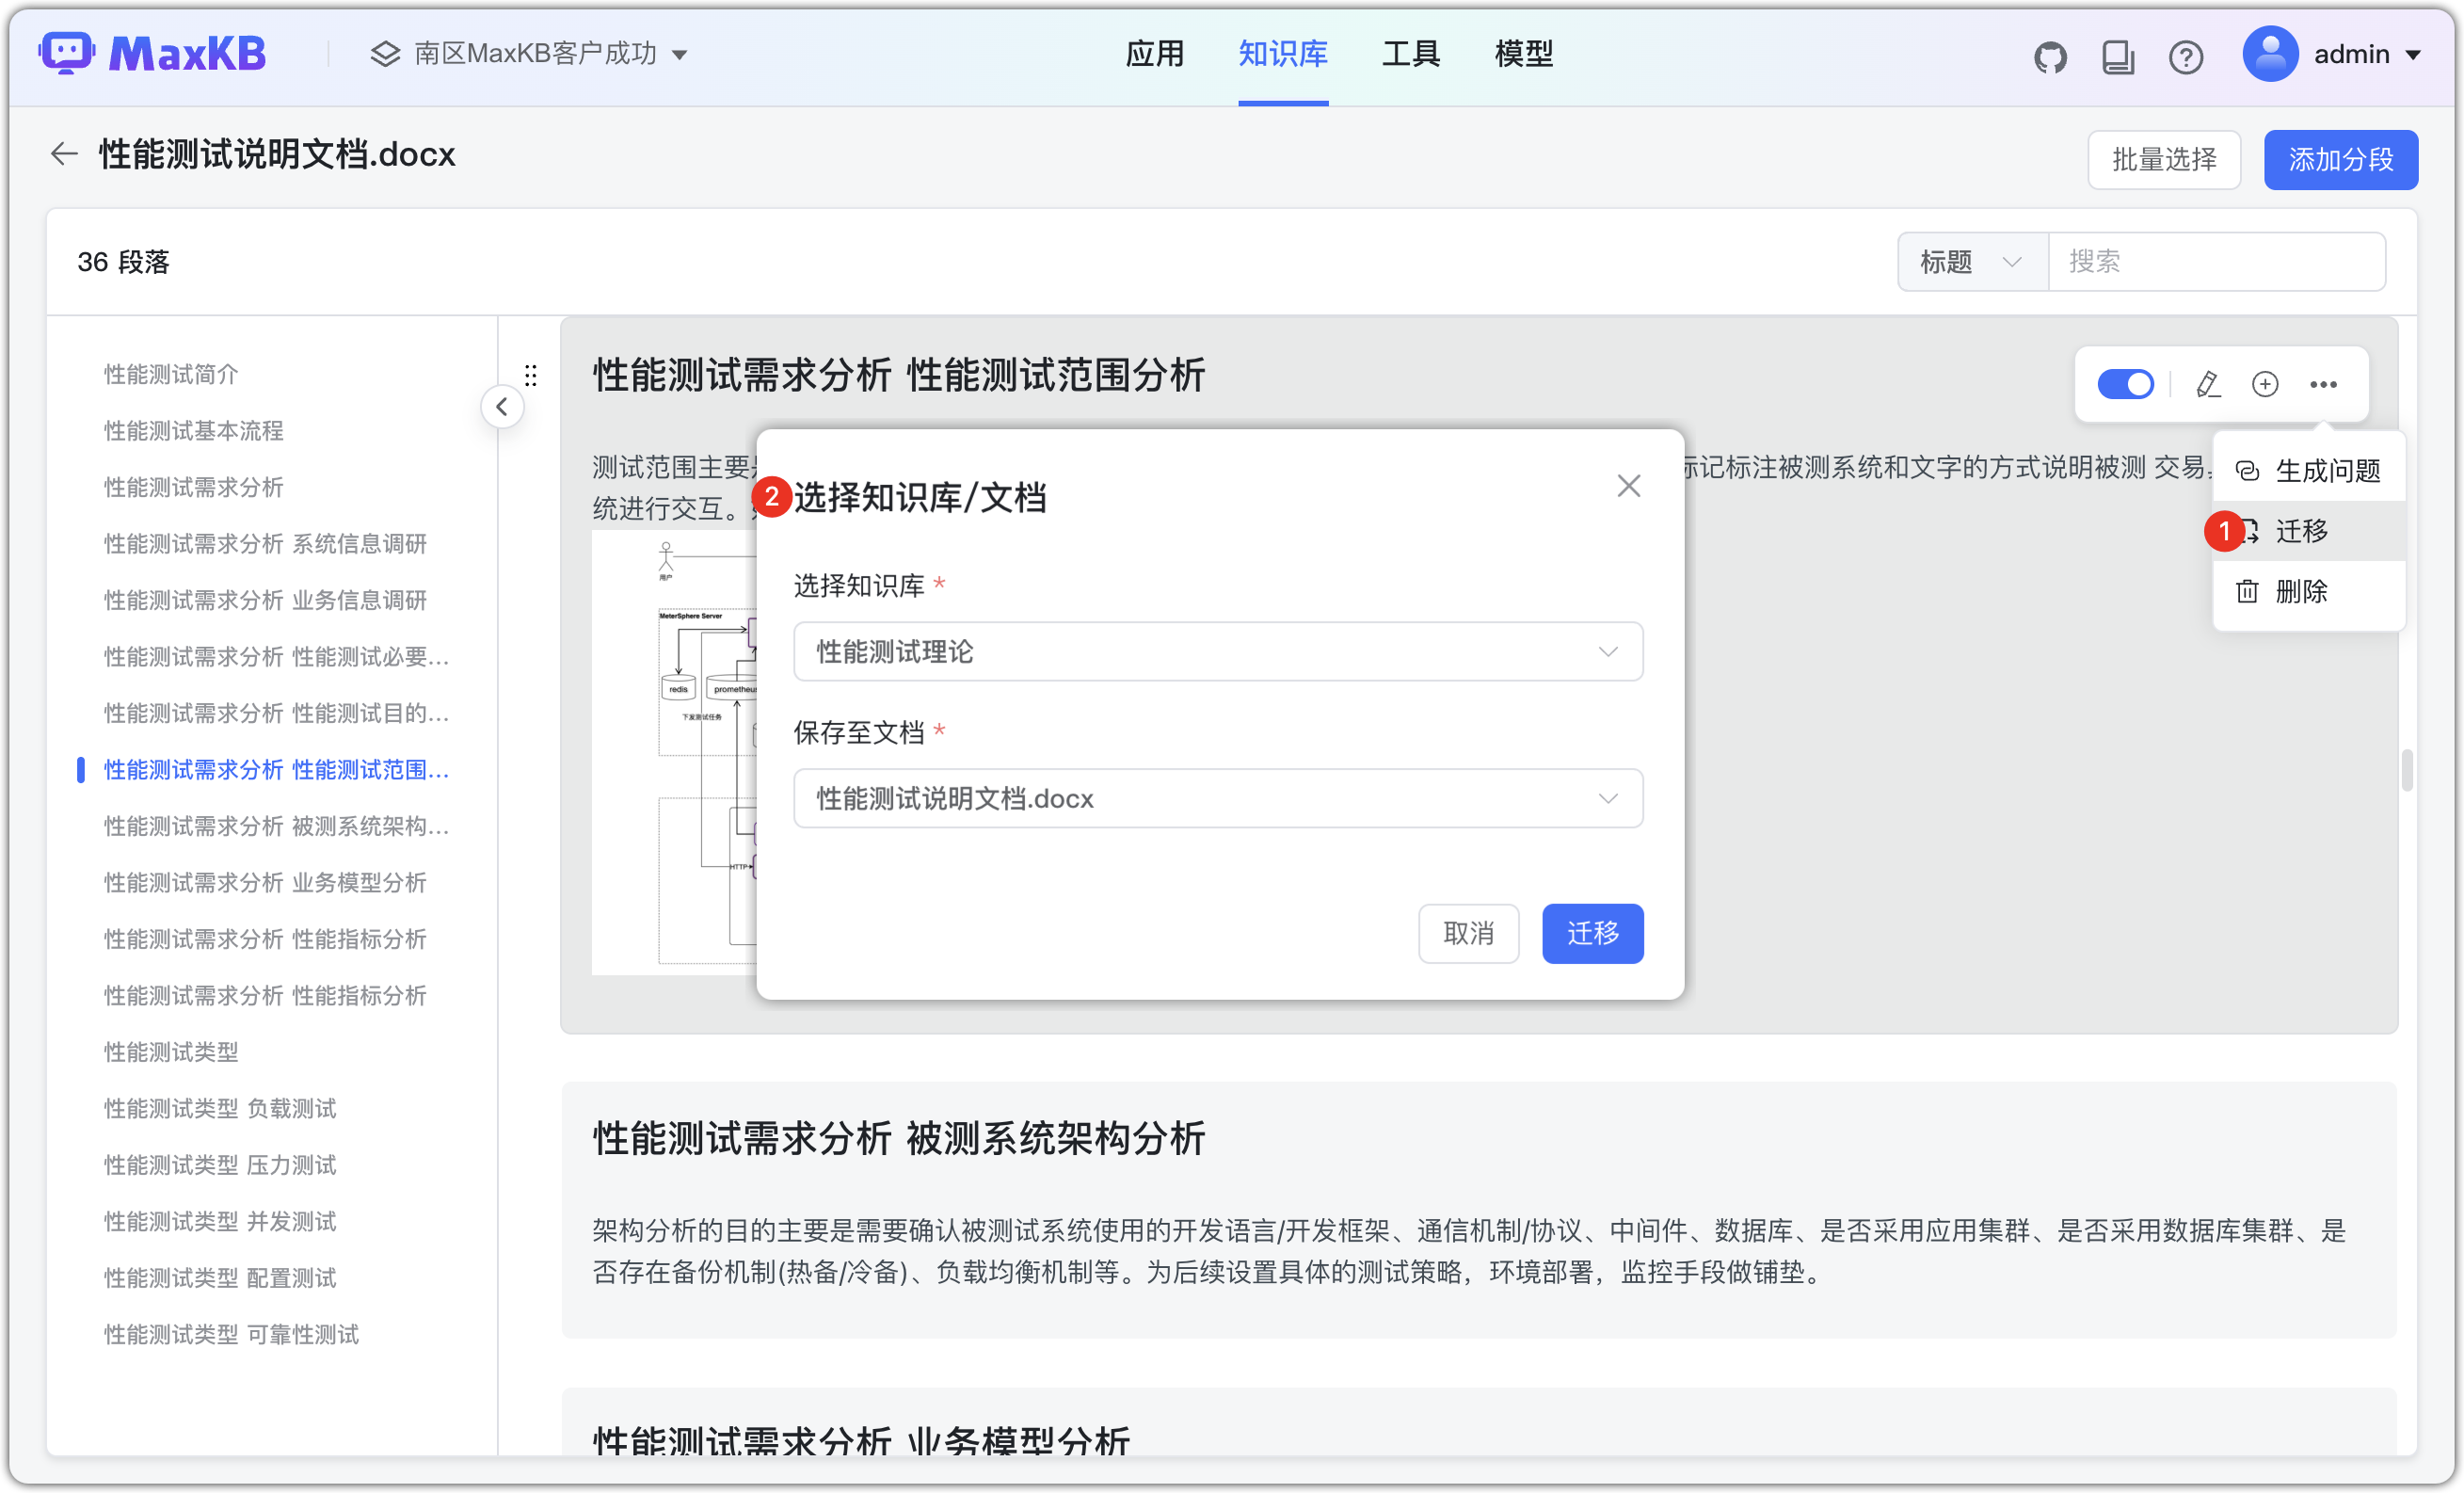 MaxKB
南区MaxKB客户成功
应用 知识库 工具 模型
admin
性能测试说明文档.docx
批量选择 添加分段
36 段落
标题 搜索
性能测试简介
性能测试基本流程
性能测试需求分析
性能测试需求分析 系统信息调研
性能测试需求分析 业务信息调研
性能测试需求分析 性能测试必要...
性能测试需求分析 性能测试目的...
性能测试需求分析 性能测试范围...
性能测试需求分析 被测系统架构...
性能测试需求分析 业务模型分析
性能测试需求分析 性能指标分析
性能测试需求分析 性能指标分析
性能测试类型
性能测试类型 负载测试
性能测试类型 压力测试
性能测试类型 并发测试
性能测试类型 配置测试
性能测试类型 可靠性测试
性能测试需求分析 性能测试范围分析
测试范围主要
标记标注被测系统和文字的方式说明被测 交易
统进行交互。
用户
MeterSphere Server
redis
prometheus
下发测试任务
HTTP
生成问题
1 迁移
删除
2 选择知识库/文档
选择知识库 *
性能测试理论
保存至文档 *
性能测试说明文档.docx
取消 迁移
性能测试需求分析 被测系统架构分析
架构分析的目的主要是需要确认被测试系统使用的开发语言/开发框架、通信机制/协议、中间件、数据库、是否采用应用集群、是否采用数据库集群、是
否存在备份机制(热备/冷备)、负载均衡机制等。为后续设置具体的测试策略，环境部署，监控手段做铺垫。
性能测试需求分析 业务模型分析